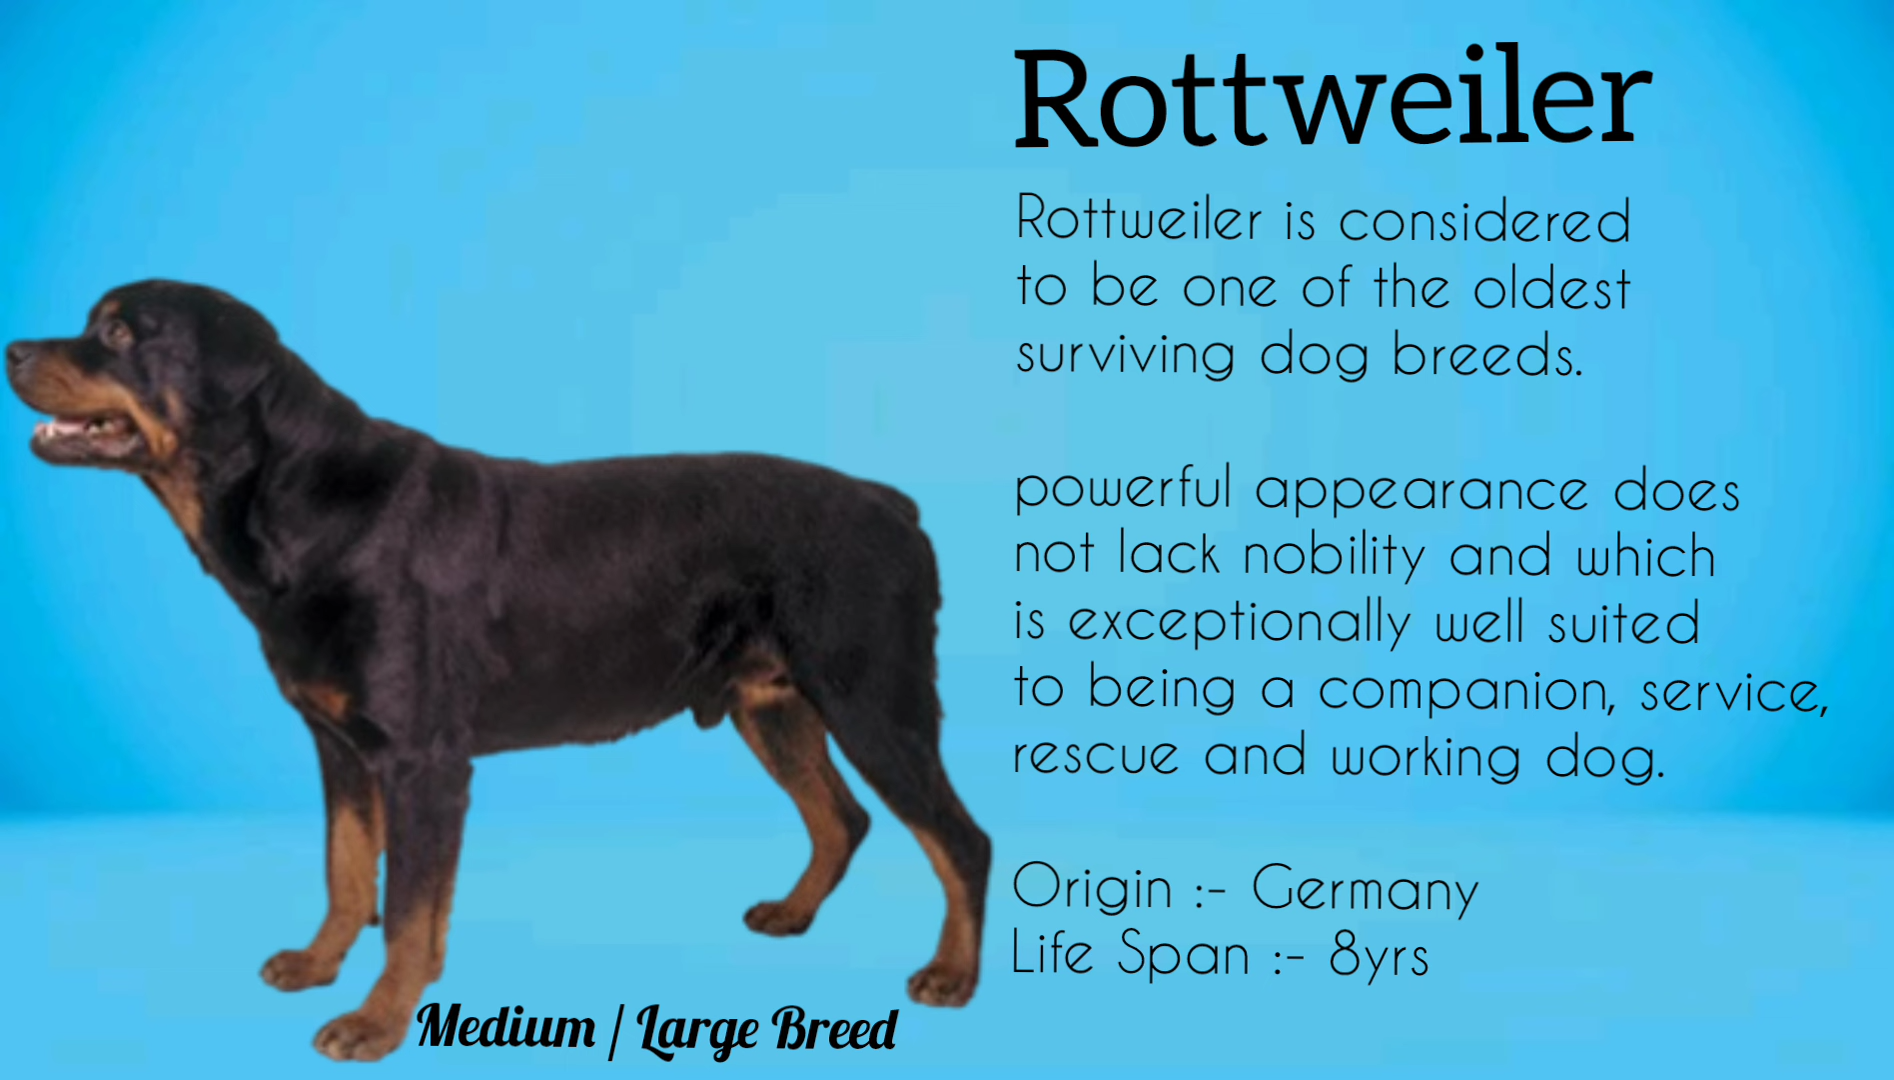 Rottweiler
Rottweiler is considered
to be one of the oldest
surviving dog breeds.
powerful appearance does
not lack nobility and which
is exceptionally well suited
to being a companion, service,
rescue and working dog.
Origin :- Germany
Life Span :- 8yrs
Medium / Large Breed